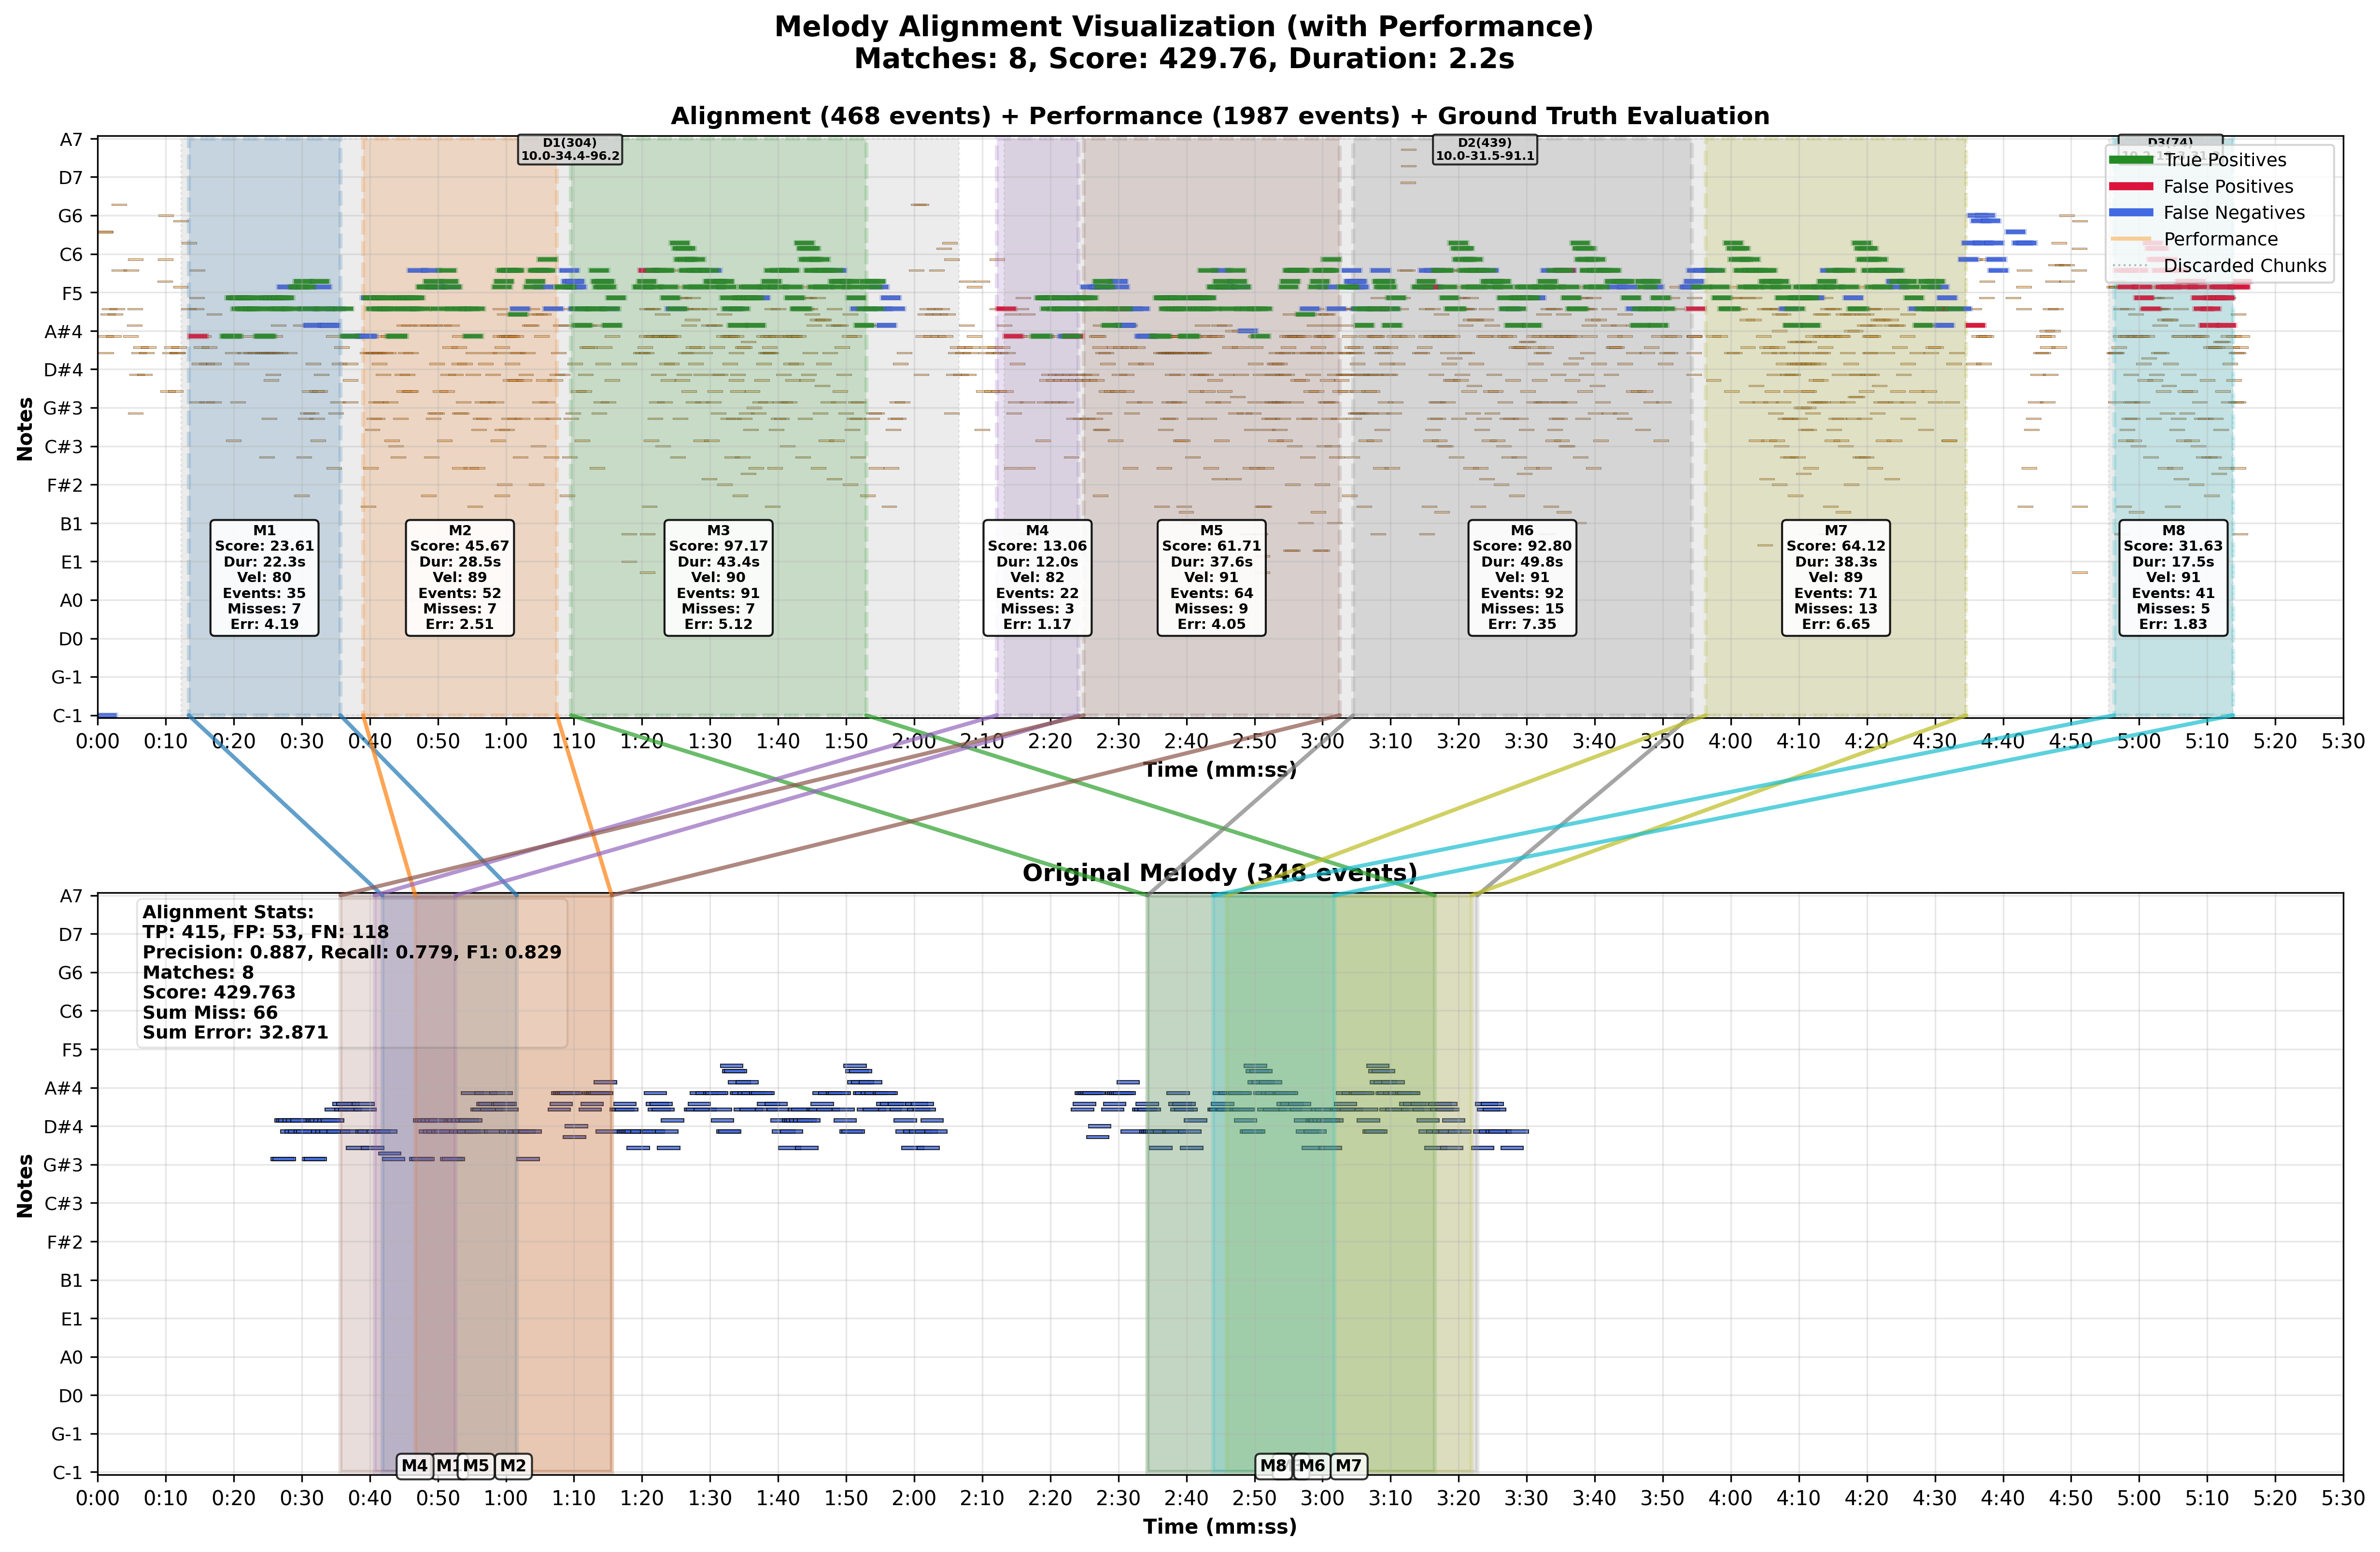 Melody Alignment Visualization (with Performance)
Matches: 8, Score: 429.76, Duration: 2.2s
Alignment (468 events) + Performance (1987 events) + Ground Truth Evaluation
A7
D7
G6
C6
F5
A#4
D#4
G#3
C#3
F#2
B1
E1
A0
D0
G-1
C-1
Notes
D1(304)
10.0-34.4-96.2
D2(439)
10.0-31.5-91.1
D3(74)
True Positives
False Positives
False Negatives
Performance
Discarded Chunks
M1
Score: 23.61
Dur: 22.3s
Vel: 80
Events: 35
Misses: 7
Err: 4.19
M2
Score: 45.67
Dur: 28.5s
Vel: 89
Events: 52
Misses: 7
Err: 2.51
M3
Score: 97.17
Dur: 43.4s
Vel: 90
Events: 91
Misses: 7
Err: 5.12
M4
Score: 13.06
Dur: 12.0s
Vel: 82
Events: 22
Misses: 3
Err: 1.17
M5
Score: 61.71
Dur: 37.6s
Vel: 91
Events: 64
Misses: 9
Err: 4.05
M6
Score: 92.80
Dur: 49.8s
Vel: 91
Events: 92
Misses: 15
Err: 7.35
M7
Score: 64.12
Dur: 38.3s
Vel: 89
Events: 71
Misses: 13
Err: 6.65
M8
Score: 31.63
Dur: 17.5s
Vel: 91
Events: 41
Misses: 5
Err: 1.83
0:00 0:10 0:20 0:30 0:40 0:50 1:00 1:10 1:20 1:30 1:40 1:50 2:00 2:10 2:20 2:30 2:40 2:50 3:00 3:10 3:20 3:30 3:40 3:50 4:00 4:10 4:20 4:30 4:40 4:50 5:00 5:10 5:20 5:30
Time (mm:ss)
Original Melody (348 events)
A7
D7
G6
C6
F5
A#4
D#4
G#3
C#3
F#2
B1
E1
A0
D0
G-1
C-1
Notes
Alignment Stats:
TP: 415, FP: 53, FN: 118
Precision: 0.887, Recall: 0.779, F1: 0.829
Matches: 8
Score: 429.763
Sum Miss: 66
Sum Error: 32.871
M4 M1 M5 M2 M8 M6 M7
0:00 0:10 0:20 0:30 0:40 0:50 1:00 1:10 1:20 1:30 1:40 1:50 2:00 2:10 2:20 2:30 2:40 2:50 3:00 3:10 3:20 3:30 3:40 3:50 4:00 4:10 4:20 4:30 4:40 4:50 5:00 5:10 5:20 5:30
Time (mm:ss)